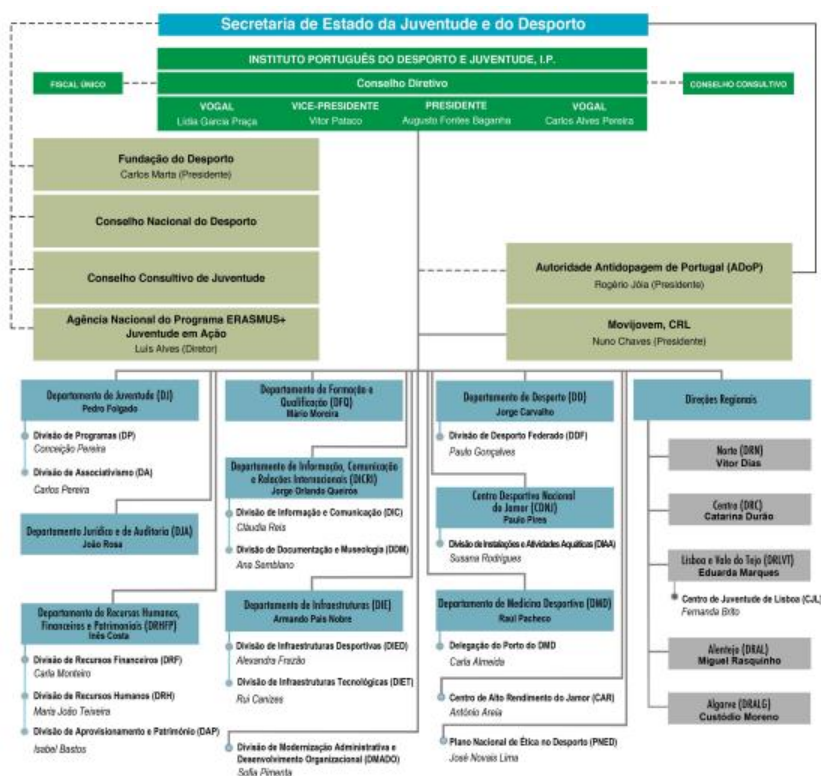 Secretaria de Estado da Juventude e do Desporto
INSTITUTO PORTUGUÊS DO DESPORTO E JUVENTUDE, I.P.
FISCAL ÚNICO
Conselho Diretivo
CONSELHO CONSULTIVO
VOGAL
Lídia Garcia Praça
VICE-PRESIDENTE
Vitor Pataco
PRESIDENTE
Augusto Fontes Baganha
VOGAL
Carlos Alves Pereira
Fundação do Desporto
Carlos Marta (Presidente)
Conselho Nacional do Desporto
Conselho Consultivo de Juventude
Agência Nacional do Programa ERASMUS+
Juventude em Ação
Luís Alves (Diretor)
Autoridade Antidopagem de Portugal (ADoP)
Rogério Jóia (Presidente)
Movijovem, CRL
Nuno Chaves (Presidente)
Departamento de Juventude (DJ)
Pedro Folgado
Divisão de Programas (DP)
Conceição Pereira
Divisão de Associativismo (DA)
Carlos Pereira
Departamento Jurídico e de Auditoria (DJA)
João Rosa
Departamento de Recursos Humanos,
Financeiros e Patrimoniais (DRHFP)
Inês Costa
Divisão de Recursos Financeiros (DRF)
Carla Monteiro
Divisão de Recursos Humanos (DRH)
Maria João Teixeira
Divisão de Aprovisionamento e Património (DAP)
Isabel Bastos
Departamento de Formação e
Qualificação (DFQ)
Mário Moreira
Departamento de Informação, Comunicação
e Relações Internacionais (DICRI)
Jorge Orlando Queirós
Divisão de Informação e Comunicação (DIC)
Cláudia Reis
Divisão de Documentação e Museologia (DDM)
Ana Semblano
Departamento de Infraestruturas (DIE)
Armando Pais Nobre
Divisão de Infraestruturas Desportivas (DIED)
Alexandra Frazão
Divisão de Infraestruturas Tecnológicas (DIET)
Rui Canizes
Divisão de Modernização Administrativa e
Desenvolvimento Organizacional (DMADO)
Sofia Pimenta
Departamento de Desporto (DD)
Jorge Carvalho
Divisão de Desporto Federado (DDF)
Paulo Gonçalves
Centro Desportivo Nacional
do Jamor (CDNJ)
Paulo Pires
Divisão de Instalações e Atividades Aquáticas (DIAA)
Susana Rodrigues
Departamento de Medicina Desportiva (DMD)
Raúl Pacheco
Delegação do Porto do DMD
Carla Almeida
Centro de Alto Rendimento do Jamor (CAR)
António Areia
Plano Nacional de Ética no Desporto (PNED)
José Novais Lima
Direções Regionais
Norte (DRN)
Vitor Dias
Centro (DRC)
Catarina Durão
Lisboa e Vale do Tejo (DRLVT)
Eduarda Marques
Centro de Juventude de Lisboa (CJL)
Fernanda Brito
Alentejo (DRAL)
Miguel Rasquinho
Algarve (DRALG)
Custódio Moreno